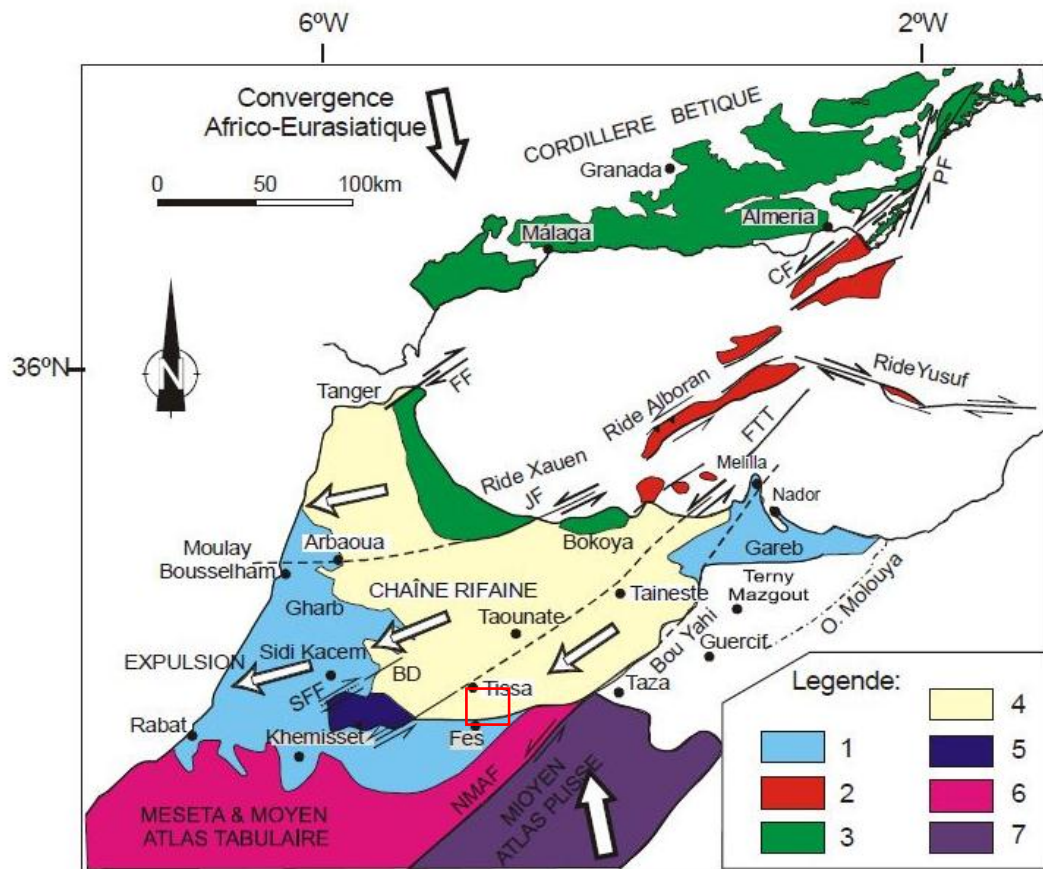 6ºW
2ºW
Convergence
Africo-Eurasiatique
CORDILLERE BETIQUE
Granada
0 50 100km
PF
Almería
Málaga
CF
36ºN
N
Tanger
FF
Ride Yusuf
Ride Alboran
FTT
Ride Xauen
Melilla
JF
Nador
Moulay
Bousselham
Arbaoua
Bokoya
Gareb
CHAÎNE RIFAINE
Terny
Mazgout
Gharb
Taineste
O. Molouya
Taounate
Bou Yahi
Guercif
Sidi Kacem
EXPULSION
BD
SFF
Tissa
Taza
Legende:
Rabat
Khemisset
Fes
NMAF
MIOYEN
ATLAS PLISSE
MESETA & MOYEN
ATLAS TABULAIRE
1
2
3
4
5
6
7